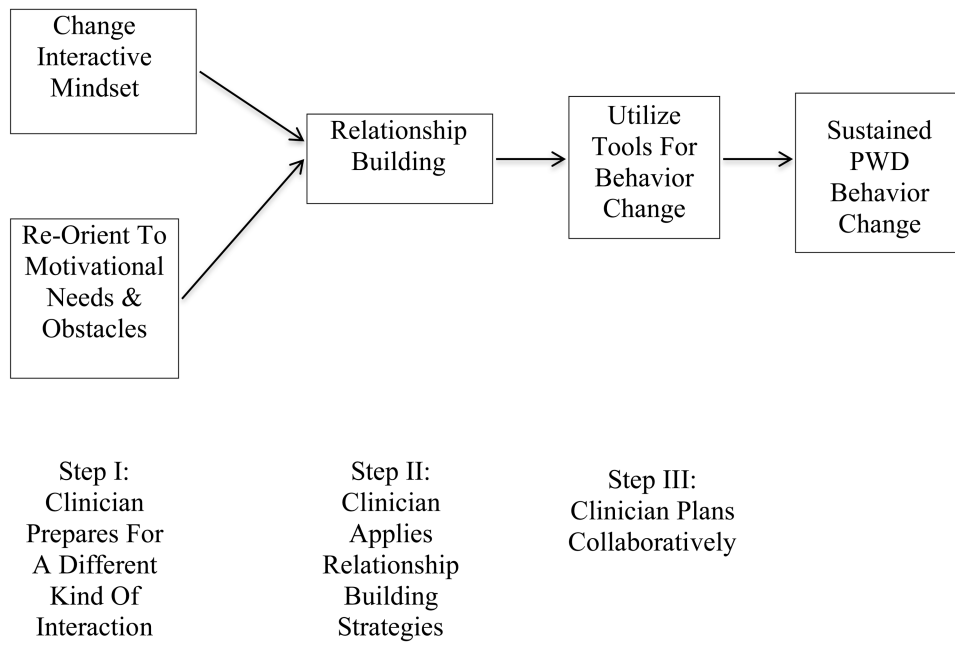 Change
Interactive
Mindset
Re-Orient To
Motivational
Needs &
Obstacles
Relationship
Building
Utilize
Tools For
Behavior
Change
Sustained
PWD
Behavior
Change
Step I:
Clinician
Prepares For
A Different
Kind Of
Interaction
Step II:
Clinician
Applies
Relationship
Building
Strategies
Step III:
Clinician Plans
Collaboratively